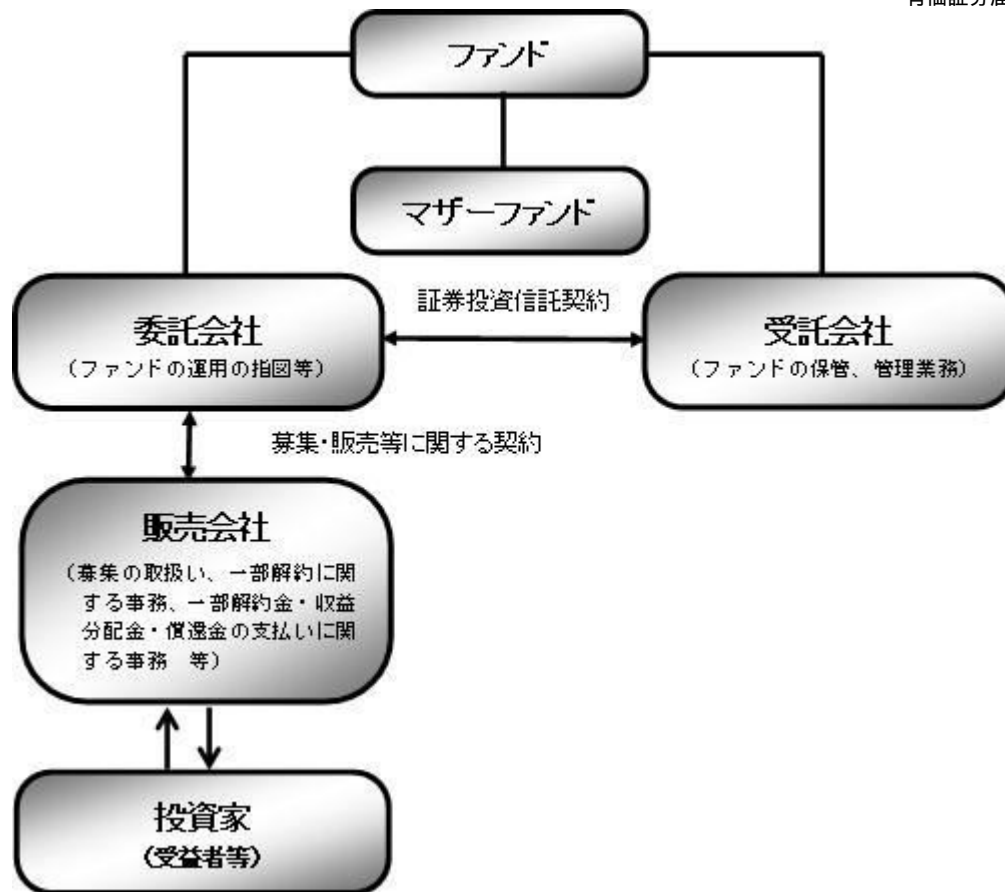 ファンド
マザーファンド
証券投資信託契約
委託会社
（ファンドの運用の指図等）
受託会社
（ファンドの保管、管理業務）
募集・販売等に関する契約
販売会社
（募集の取扱い、一部解約に関
する事務、一部解約金・収益
分配金・償還金の支払いに関
する事務　等）
投資家
（受益者等）